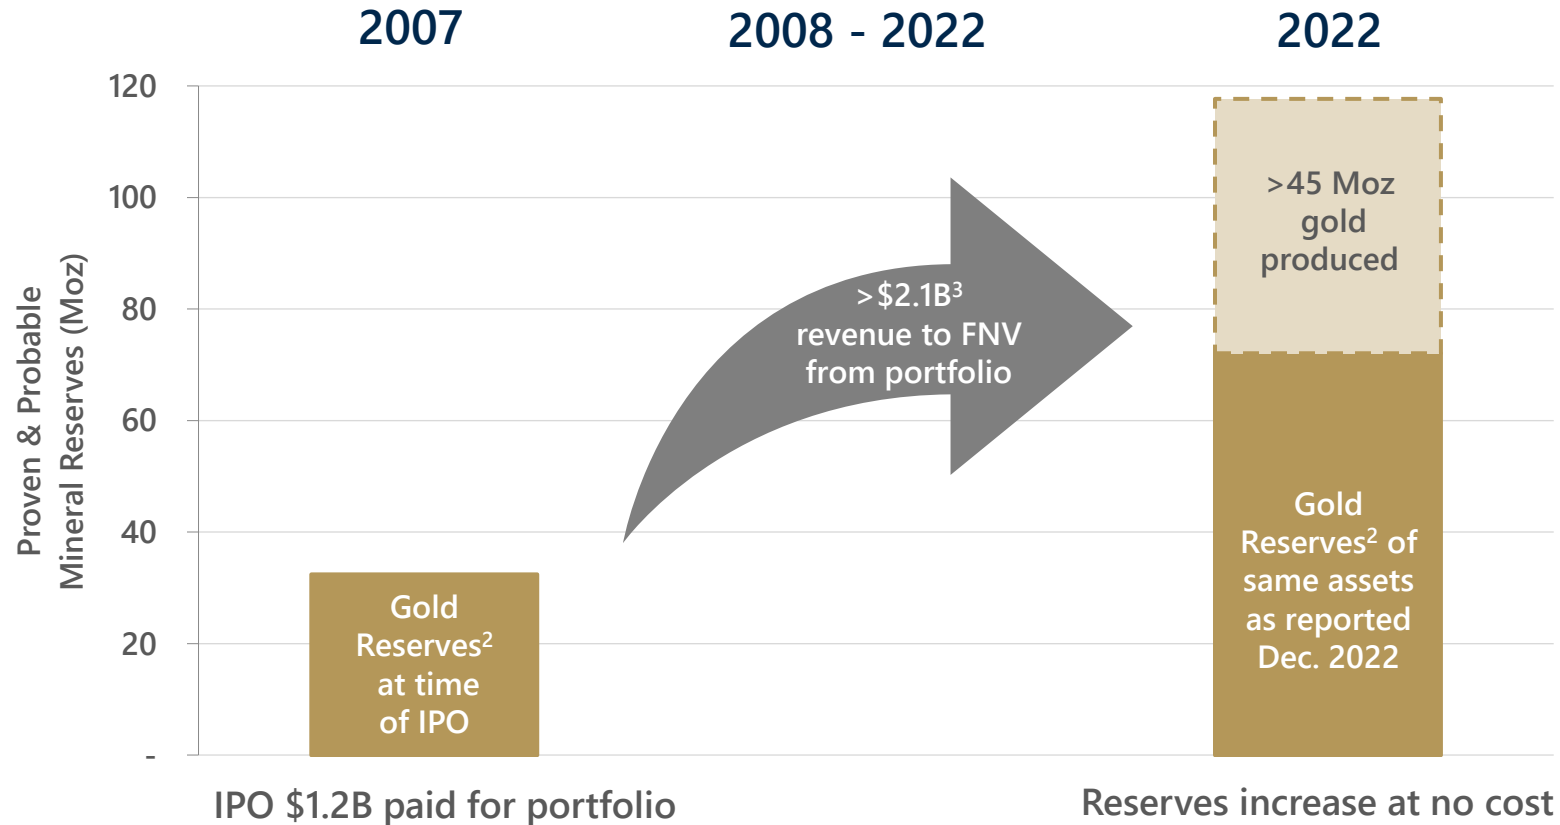 2007
2008 - 2022
2022
Proven & Probable
Mineral Reserves (Moz)
120
100
80
60
40
20
-
Gold
Reserves²
at time
of IPO
>$2.1B³
revenue to FNV
from portfolio
>45 Moz
gold
produced
Gold
Reserves² of
same assets
as reported
Dec. 2022
IPO $1.2B paid for portfolio
Reserves increase at no cost